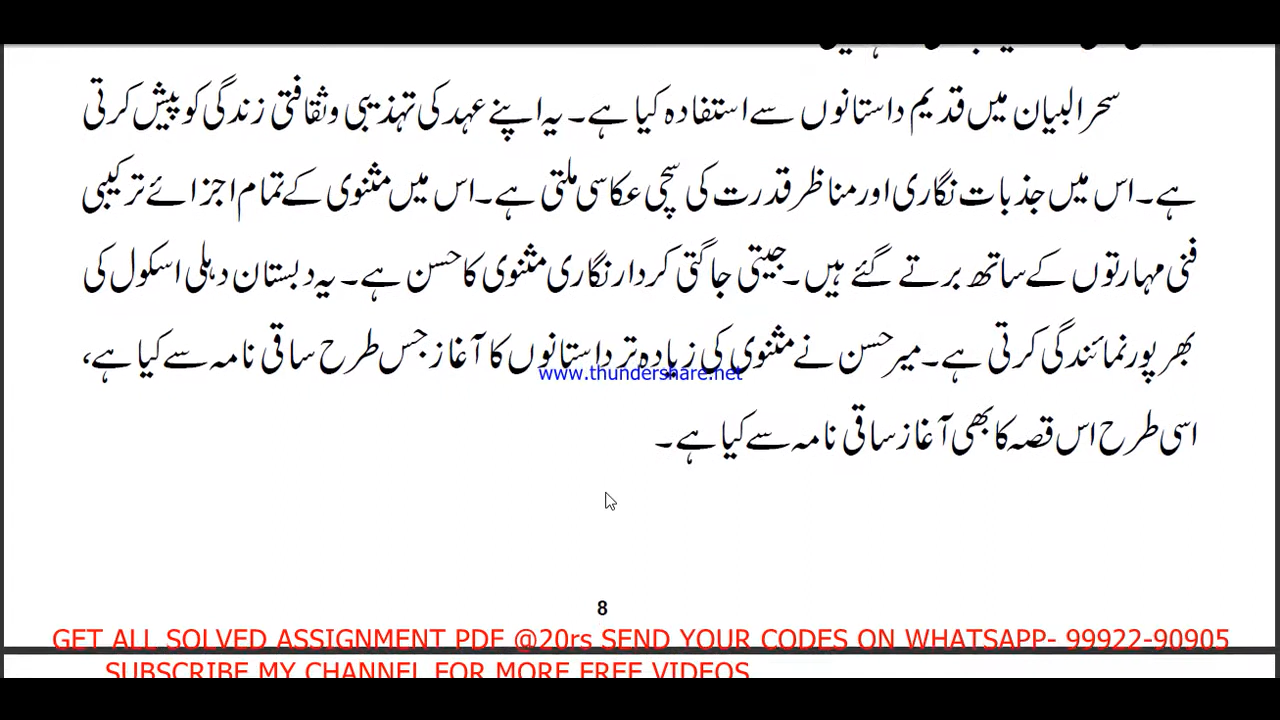 سحر البیان میں قدیم داستانوں سے استفادہ کیا ہے۔ یہ اپنے عہد کی تہذیبی وثقافتی زندگی کو پیش کرتی
ہے۔ اس میں جذبات نگاری اور مناظر قدرت کی سچی عکاسی ملتی ہے۔ اس میں مثنوی کے تمام اجزائے ترکیبی
فنی مہارتوں کے ساتھ برتے گئے ہیں۔ جیتی جاگتی کردار نگاری مثنوی کا حسن ہے۔ یہ دبستان دہلی اسکول کی
بھر پور نمائندگی کرتی ہے۔ میر حسن نے مثنوی کی زیادہ تر داستانوں کا آغاز جس طرح ساقی نامہ سے کیا ہے،
www.thundershare.net
اسی طرح اس قصہ کا بھی آغاز ساقی نامہ سے کیا ہے۔
8
GET ALL SOLVED ASSIGNMENT PDF @20rs SEND YOUR CODES ON WHATSAPP- 99922-90905
SUBSCRIBE MY CHANNEL FOR MORE FREE VIDEOS